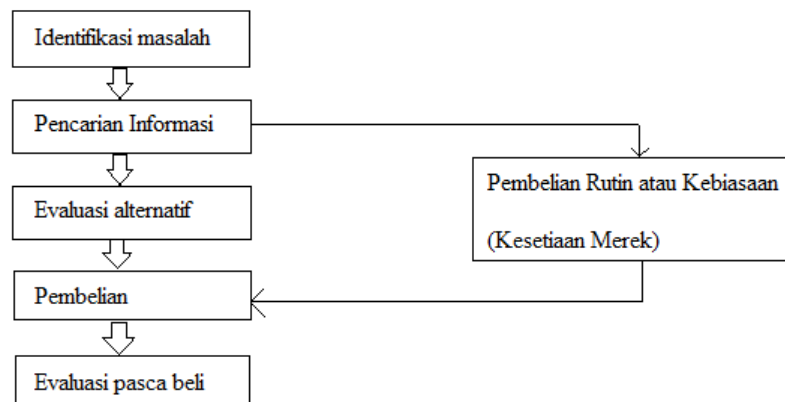 Identifikasi masalah
Pencarian Informasi
Evaluasi alternatif
Pembelian
Evaluasi pasca beli
Pembelian Rutin atau Kebiasaan
(Kesetiaan Merek)